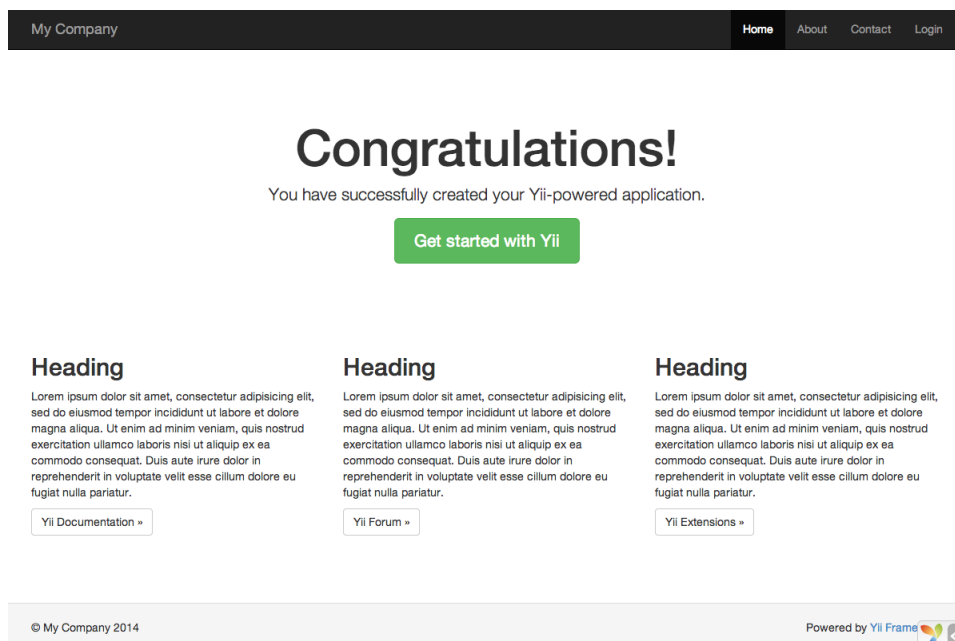 My Company
Home About Contact Login
Congratulations!
You have successfully created your Yii-powered application.
Get started with Yii
Heading
Lorem ipsum dolor sit amet, consectetur adipisicing elit,
sed do eiusmod tempor incididunt ut labore et dolore
magna aliqua. Ut enim ad minim veniam, quis nostrud
exercitation ullamco laboris nisi ut aliquip ex ea
commodo consequat. Duis aute irure dolor in
reprehenderit in voluptate velit esse cillum dolore eu
fugiat nulla pariatur.
Yii Documentation »
Heading
Lorem ipsum dolor sit amet, consectetur adipisicing elit,
sed do eiusmod tempor incididunt ut labore et dolore
magna aliqua. Ut enim ad minim veniam, quis nostrud
exercitation ullamco laboris nisi ut aliquip ex ea
commodo consequat. Duis aute irure dolor in
reprehenderit in voluptate velit esse cillum dolore eu
fugiat nulla pariatur.
Yii Forum »
Heading
Lorem ipsum dolor sit amet, consectetur adipisicing elit,
sed do eiusmod tempor incididunt ut labore et dolore
magna aliqua. Ut enim ad minim veniam, quis nostrud
exercitation ullamco laboris nisi ut aliquip ex ea
commodo consequat. Duis aute irure dolor in
reprehenderit in voluptate velit esse cillum dolore eu
fugiat nulla pariatur.
Yii Extensions »
© My Company 2014
Powered by Yii Frame